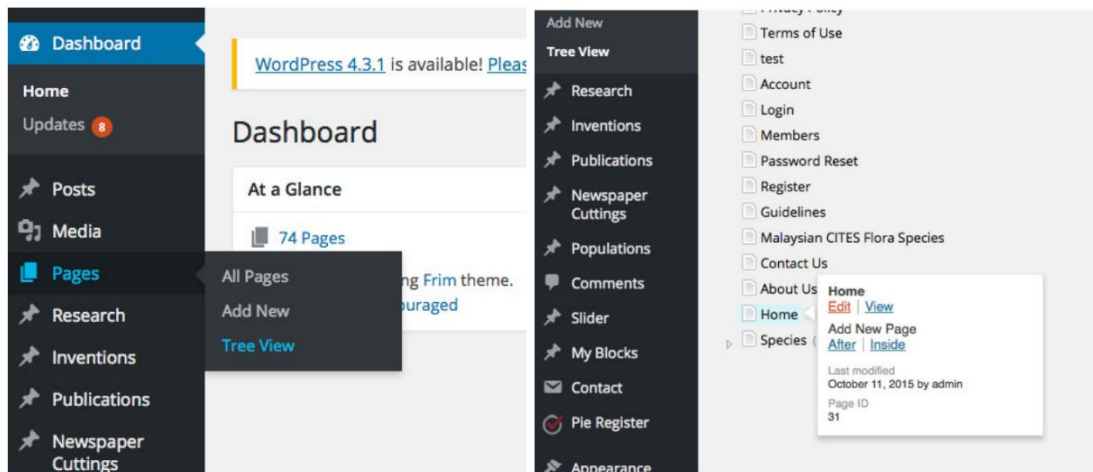 Dashboard
Home
Updates 8
Posts
Media
Pages
Research
Inventions
Publications
Newspaper
Cuttings
WordPress 4.3.1 is available! Pleas
Dashboard
At a Glance
74 Pages
ng Frim theme.
ouraged
All Pages
Add New
Tree View
Add New
Tree View
Research
Inventions
Publications
Newspaper
Cuttings
Populations
Comments
Slider
My Blocks
Contact
Pie Register
Appearance
Privacy Policy
Terms of Use
test
Account
Login
Members
Password Reset
Register
Guidelines
Malaysian CITES Flora Species
Contact Us
About Us
Home
Species (
Home
Edit | View
Add New Page
After | Inside
Last modified
October 11, 2015 by admin
Page ID
31